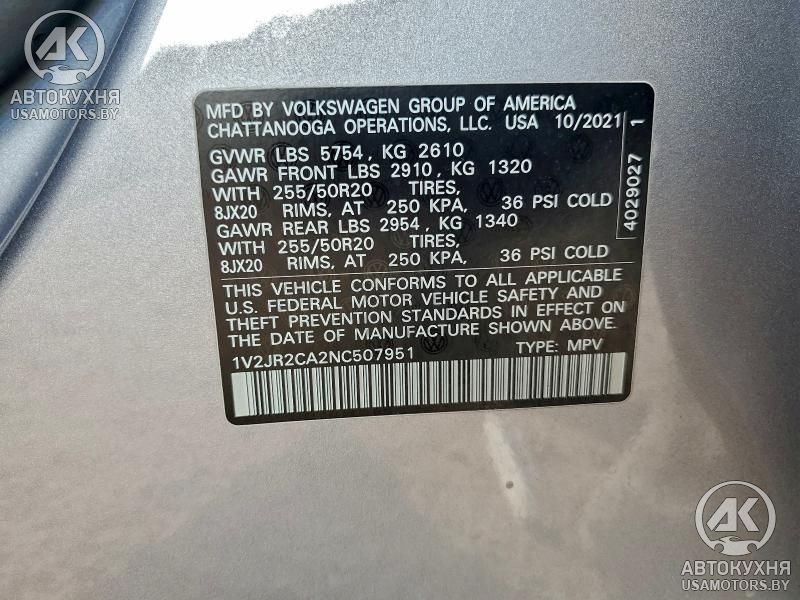 AK
АВТОКУХНЯ
USAMOTORS.BY
MFD BY VOLKSWAGEN GROUP OF AMERICA
CHATTANOOGA OPERATIONS, LLC. USA 10/2021
GVWR LBS 5754, KG 2610
GAWR FRONT LBS 2910, KG 1320
WITH 255/50R20 TIRES,
8JX20 RIMS, AT 250 KPA, 36 PSI COLD
GAWR REAR LBS 2954, KG 1340
WITH 255/50R20 TIRES,
8JX20 RIMS, AT 250 KPA, 36 PSI COLD
4029027 1
THIS VEHICLE CONFORMS TO ALL APPLICABLE
U.S. FEDERAL MOTOR VEHICLE SAFETY AND
THEFT PREVENTION STANDARDS IN EFFECT ON
THE DATE OF MANUFACTURE SHOWN ABOVE.
1V2JR2CA2NC507951 TYPE: MPV
AK
АВТОКУХНЯ
USAMOTORS.BY